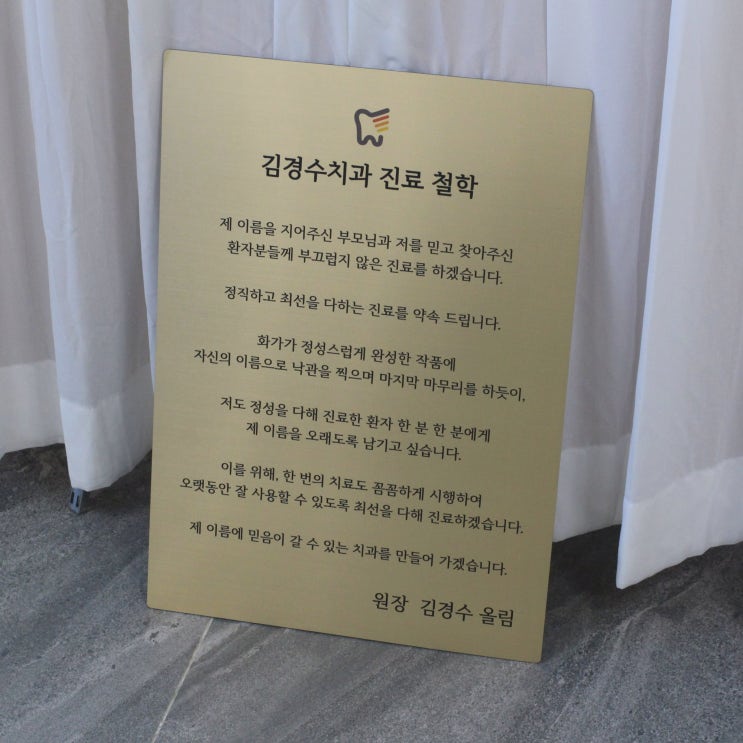 김경수치과 진료 철학
제 이름을 지어주신 부모님과 저를 믿고 찾아주신
환자분들께 부끄럽지 않은 진료를 하겠습니다.
정직하고 최선을 다하는 진료를 약속 드립니다.
화가가 정성스럽게 완성한 작품에
자신의 이름으로 낙관을 찍으며 마지막 마무리를 하듯이,
저도 정성을 다해 진료한 환자 한 분 한 분에게
제 이름을 오래도록 남기고 싶습니다.
이를 위해, 한 번의 치료도 꼼꼼하게 시행하여
오랫동안 잘 사용할 수 있도록 최선을 다해 진료하겠습니다.
제 이름에 믿음이 갈 수 있는 치과를 만들어 가겠습니다.
원장 김경수 올림